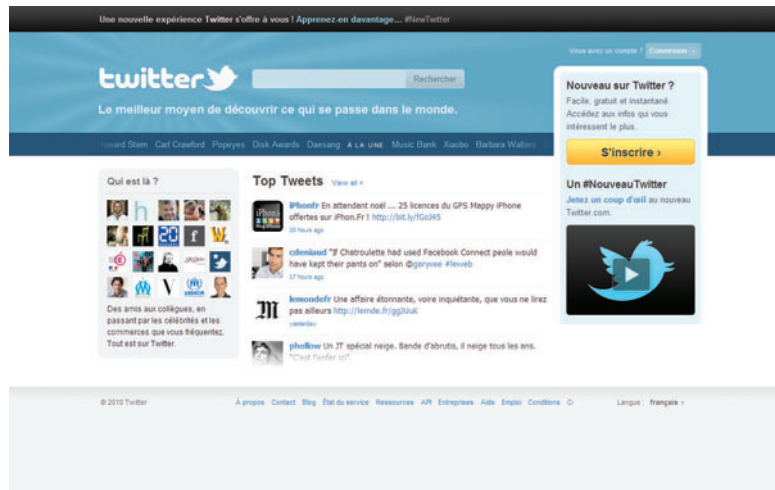 Une nouvelle expérience Twitter s'offre à vous ! Apprenez-en davantage... #NewTwitter
Vous avez un compte ? Connexion
twitter
Rechercher
Le meilleur moyen de découvrir ce qui se passe dans le monde.
Howard Stern Carl Crawford Popeyes Disk Awards Daesang À LA UNE Music Bank Xiaobo Barbara Walters
Nouveau sur Twitter ?
Facile, gratuit et instantané.
Accédez aux infos qui vous
intéressent le plus.
S'inscrire ›
Un #NouveauTwitter
Jetez un coup d'œil au nouveau
Twitter.com.
Qui est là ?
Des amis aux collègues, en
passant par les célébrités et les
commerces que vous fréquentez.
Tout est sur Twitter.
Top Tweets View all
iPhonfr En attendant noël ... 25 licences du GPS Mappy iPhone
offertes sur iPhon.Fr ! http://bit.ly/fGoJ45
20 hours ago
cdeniaud "If Chatroulette had used Facebook Connect peole would
have kept their pants on" selon @garyvee #leweb
17 hours ago
lemondefr Une affaire étonnante, voire inquiétante, que vous ne lirez
pas ailleurs http://lemde.fr/ggJUuK
yesterday
phollow Un JT spécial neige. Bande d'abrutis, il neige tous les ans.
"C'est l'enfer ici".
© 2010 Twitter
À propos Contact Blog État du service Ressources API Entreprises Aide Emploi Conditions
Langue : français